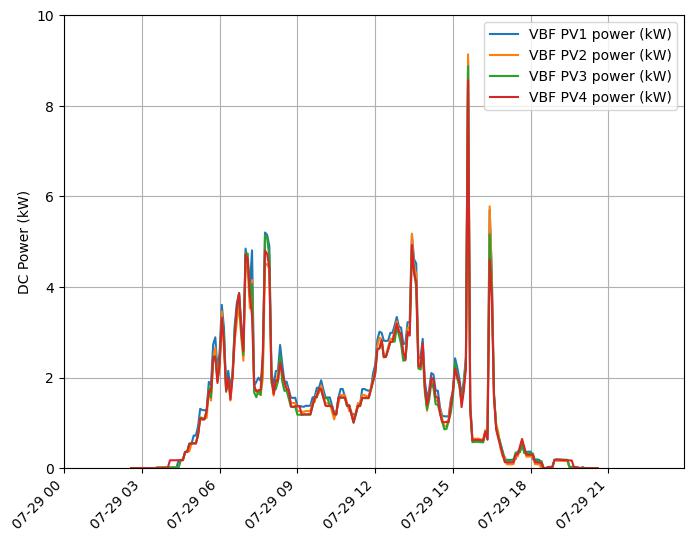 10
8
6
4
2
0
DC Power (kW)
VBF PV1 power (kW)
VBF PV2 power (kW)
VBF PV3 power (kW)
VBF PV4 power (kW)
07-29 00
07-29 03
07-29 06
07-29 09
07-29 12
07-29 15
07-29 18
07-29 21